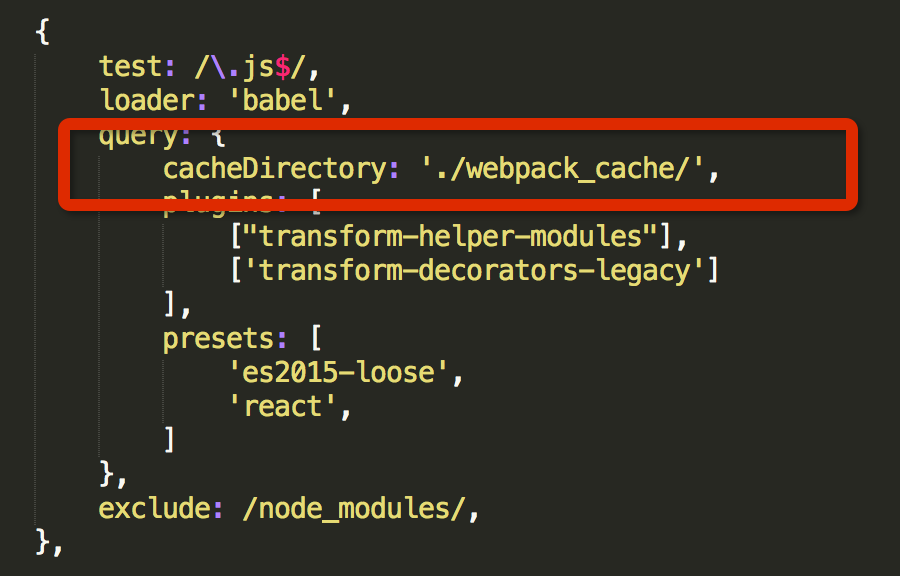 {
    test: /\.js$/,
    loader: 'babel',
    query: {
        cacheDirectory: './webpack_cache/',
        plugins: [
            ["transform-helper-modules"],
            ['transform-decorators-legacy']
        ],
        presets: [
            'es2015-loose',
            'react',
        ]
    },
    exclude: /node_modules/,
},